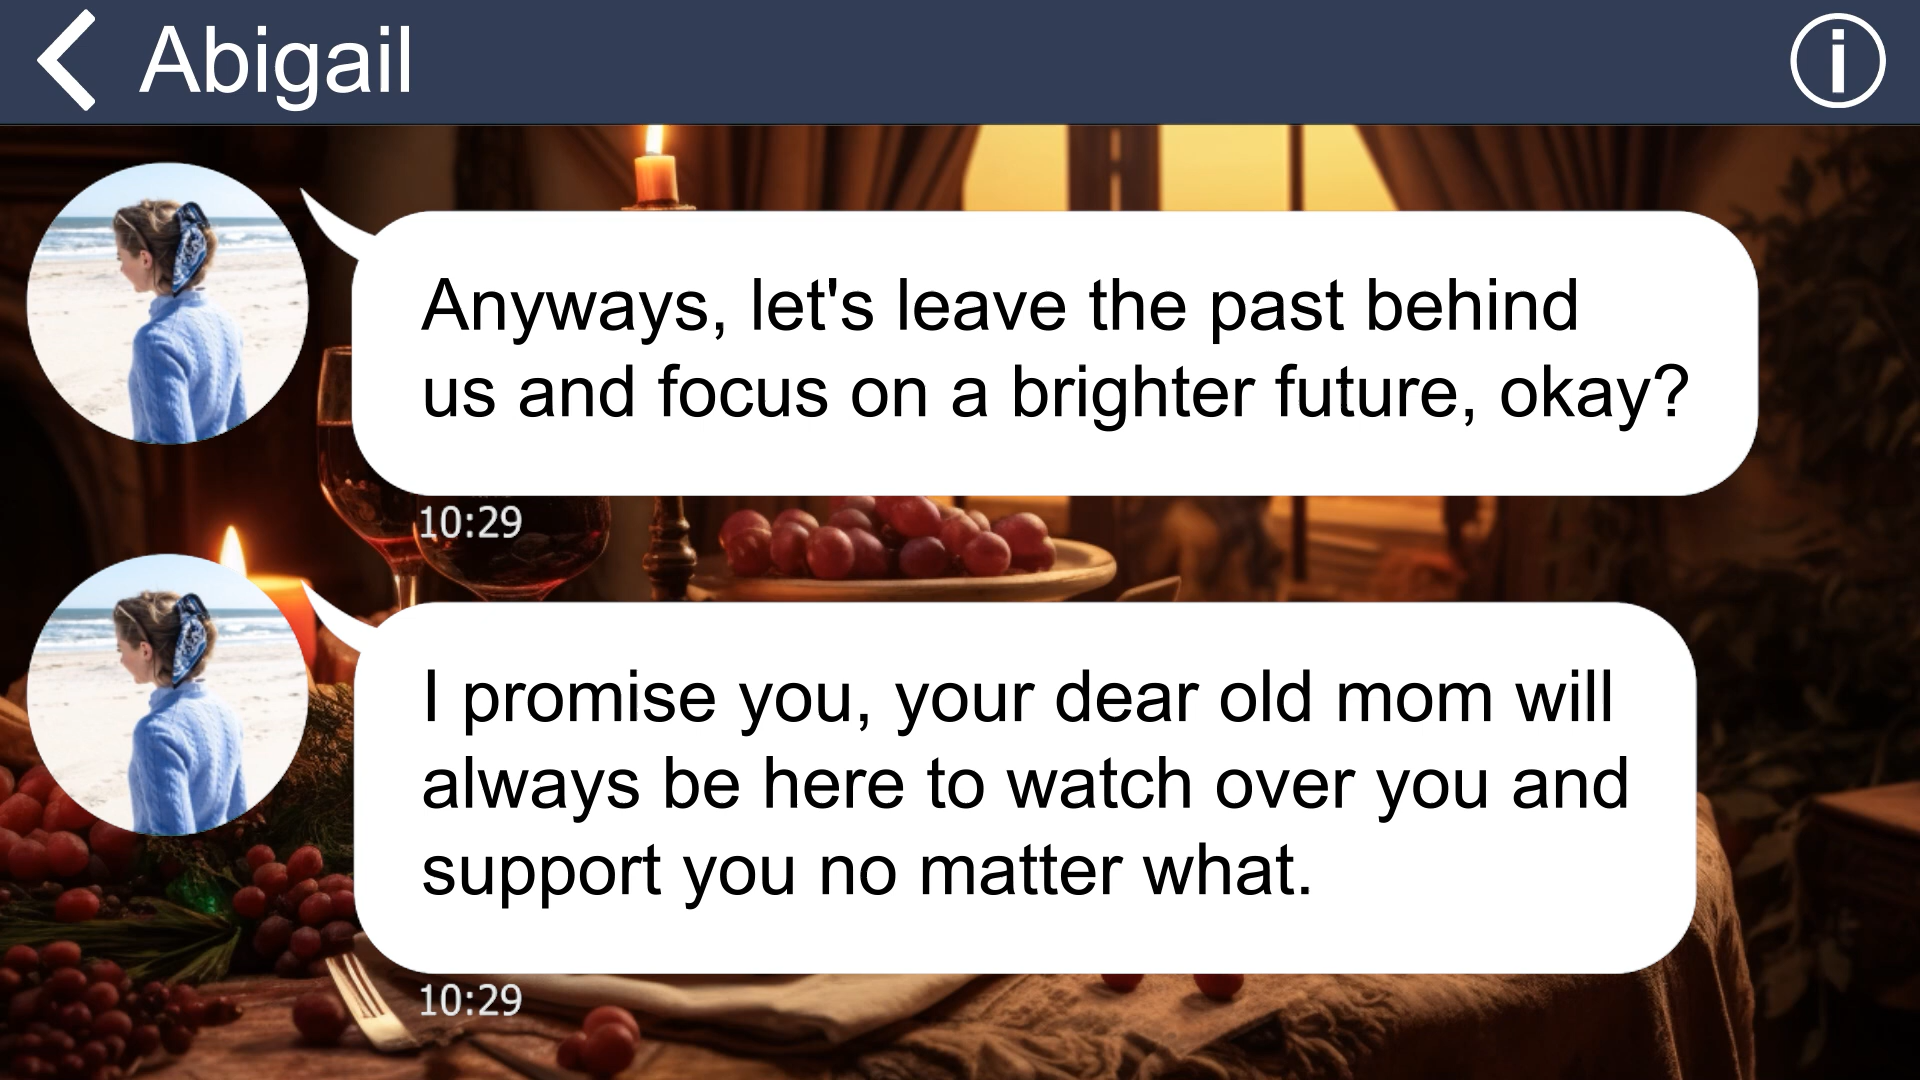 Abigail
Anyways, let's leave the past behind
us and focus on a brighter future, okay?
10:29
I promise you, your dear old mom will
always be here to watch over you and
support you no matter what.
10:29